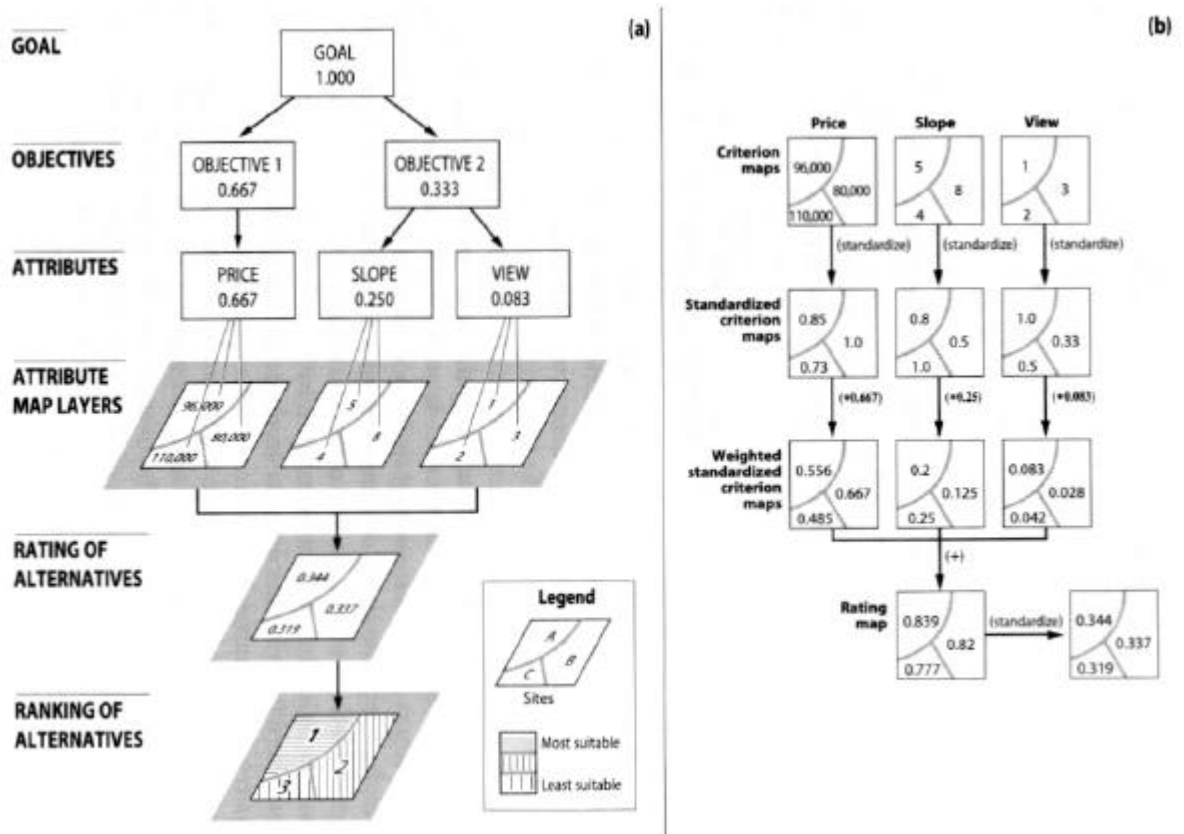 (a)
GOAL
GOAL
1.000
OBJECTIVES
OBJECTIVE 1
0.667
OBJECTIVE 2
0.333
ATTRIBUTES
PRICE
0.667
SLOPE
0.250
VIEW
0.083
ATTRIBUTE
MAP LAYERS
96,000
80,000
110,000
5
8
4
1
3
2
RATING OF
ALTERNATIVES
0.344
0.337
0.319
RANKING OF
ALTERNATIVES
1
2
3
Legend
A
B
C
Sites
Most suitable
Least suitable
(b)
Price
Slope
View
Criterion
maps
96,000
80,000
110,000
5
8
4
1
3
2
(standardize)
(standardize)
(standardize)
Standardized
criterion
maps
0.85
1.0
0.73
0.8
0.5
1.0
1.0
0.33
0.5
(*0.667)
(*0.25)
(*0.083)
Weighted
standardized
criterion
maps
0.556
0.667
0.485
0.2
0.125
0.25
0.083
0.028
0.042
(+)
Rating
map
0.839
0.82
0.777
(standardize)
0.344
0.337
0.319